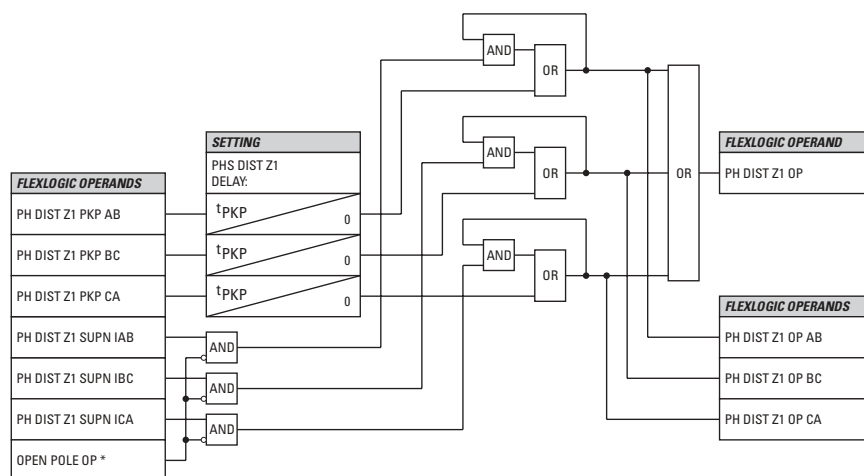 FLEXLOGIC OPERANDS
PH DIST Z1 PKP AB
PH DIST Z1 PKP BC
PH DIST Z1 PKP CA
PH DIST Z1 SUPN IAB
PH DIST Z1 SUPN IBC
PH DIST Z1 SUPN ICA
OPEN POLE OP *
SETTING
PHS DIST Z1
DELAY:
tPKP
0
tPKP
0
tPKP
0
AND
AND
AND
AND
OR
AND
OR
AND
OR
OR
FLEXLOGIC OPERAND
PH DIST Z1 OP
FLEXLOGIC OPERANDS
PH DIST Z1 OP AB
PH DIST Z1 OP BC
PH DIST Z1 OP CA